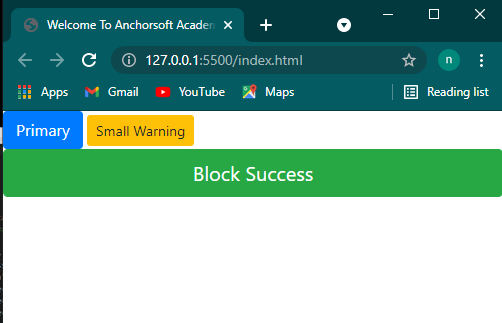 Welcome To Anchorsoft Academ
127.0.0.1:5500/index.html
n
Apps
Gmail
YouTube
Maps
Reading list
Primary
Small Warning
Block Success